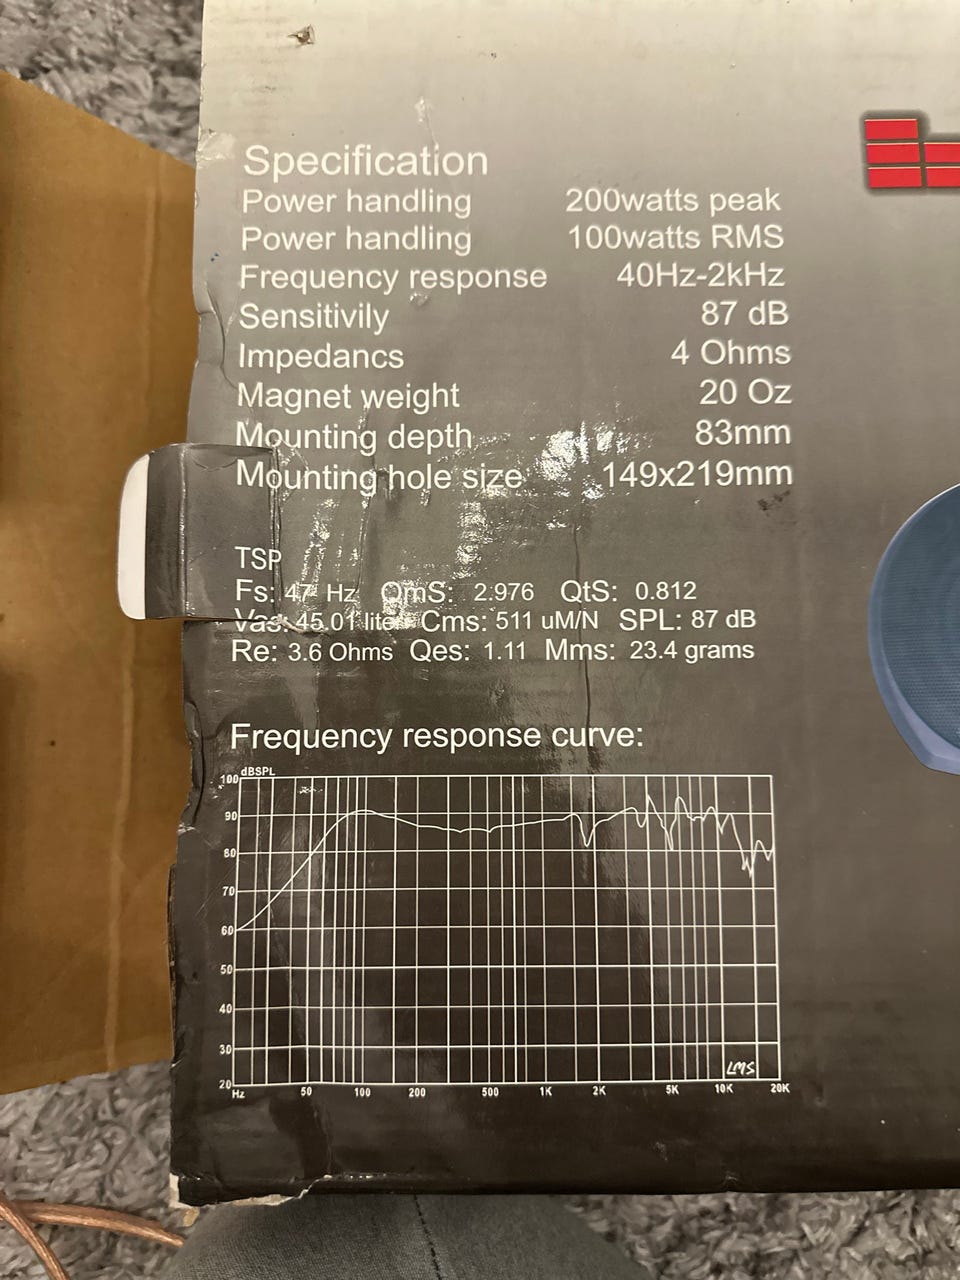 Specification
Power handling 200watts peak
Power handling 100watts RMS
Frequency response 40Hz-2kHz
Sensitivily 87 dB
Impedancs 4 Ohms
Magnet weight 20 Oz
Mounting depth 83mm
Mounting hole size 149x219mm
TSP
Fs: 47 Hz QmS: 2.976 QtS: 0.812
Vas: 45.01 liter Cms: 511 uM/N SPL: 87 dB
Re: 3.6 Ohms Qes: 1.11 Mms: 23.4 grams
Frequency response curve:
dBSPL
100
90
80
70
60
50
40
30
20
LMS
Hz 50 100 200 500 1K 2K 5K 10K 20K